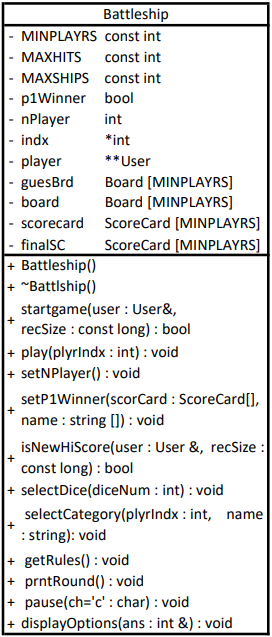 Battleship
- MINPLAYRS const int
- MAXHITS const int
- MAXSHIPS const int
- p1Winner bool
- nPlayer int
- indx *int
- player **User
- guesBrd Board [MINPLAYRS]
- board Board [MINPLAYRS]
- scorecard ScoreCard [MINPLAYRS]
- finalSC ScoreCard [MINPLAYRS]
+ Battleship()
+ ~Battlship()
+ startgame(user : User&,
recSize : const long) : bool
+ play(plyrIndx : int) : void
+ setNPlayer() : void
+ setP1Winner(scorCard : ScoreCard[],
name : string []) : void
+ isNewHiScore(user : User &, recSize :
const long) : bool
+ selectDice(diceNum : int) : void
+ selectCategory(plyrIndx : int, name
: string): void
+ getRules() : void
+ prntRound() : void
+ pause(ch='c' : char) : void
+ displayOptions(ans : int &) : void